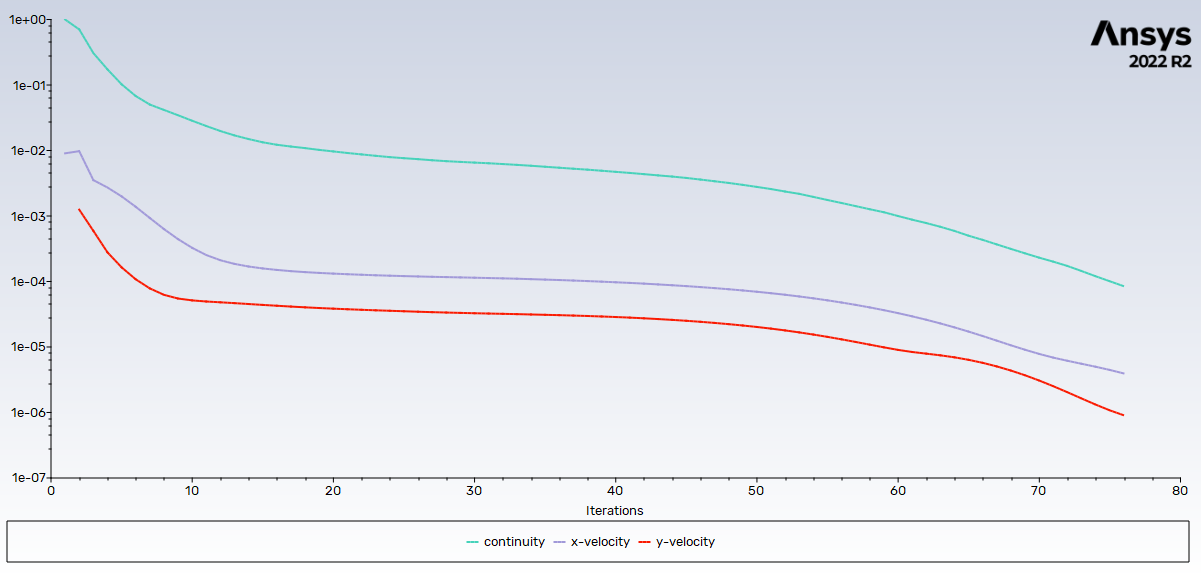 1e+00
Ansys
2022 R2
1e-01
1e-02
1e-03
1e-04
1e-05
1e-06
1e-07
0 10 20 30 40 50 60 70 80
Iterations
continuity x-velocity y-velocity